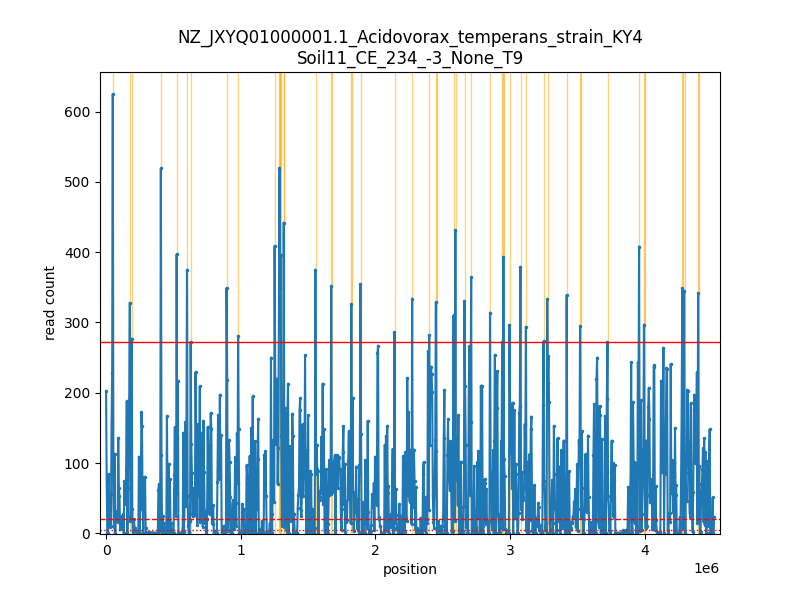 NZ_JXYQ01000001.1_Acidovorax_temperans_strain_KY4
Soil11_CE_234_-3_None_T9
600
500
400
300
200
100
0
read count
0 1 2 3 4
1e6
position